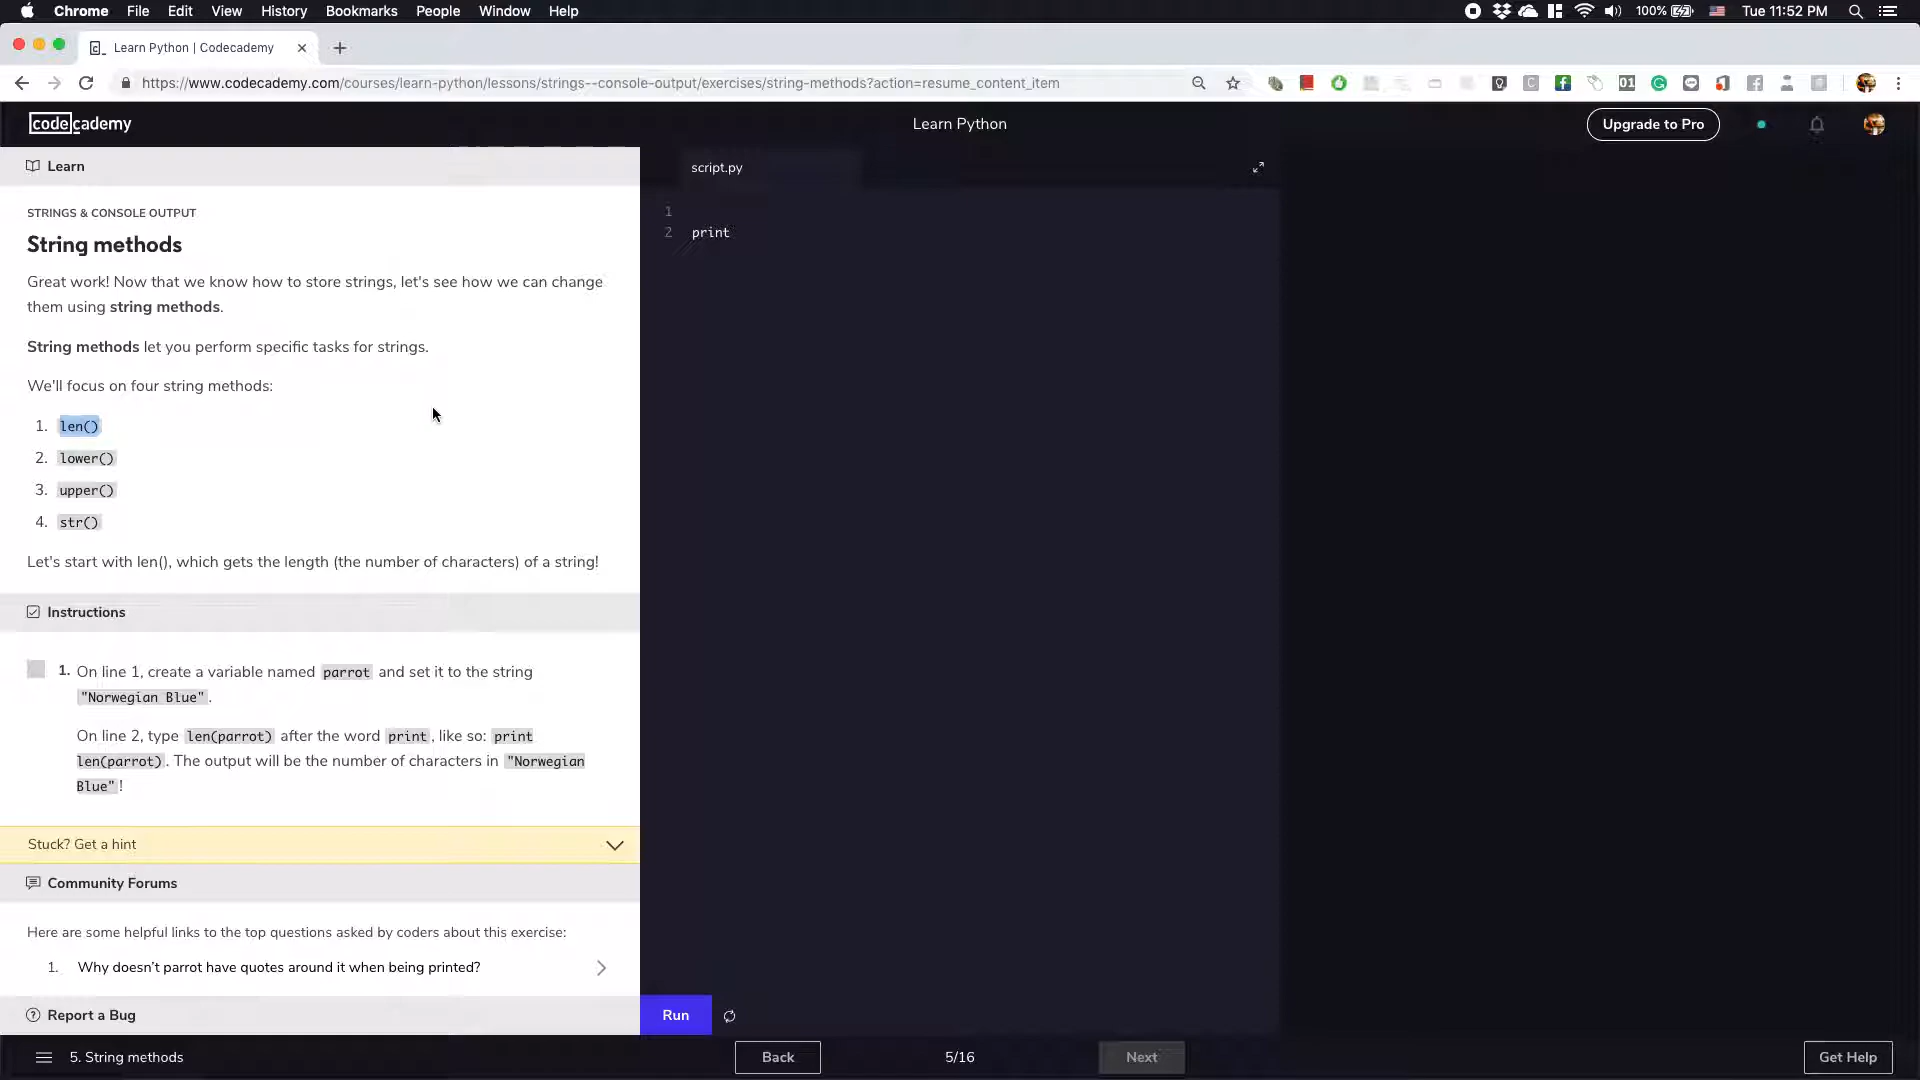 Chrome File Edit View History Bookmarks People Window Help 100% Tue 11:52 PM
Learn Python | Codecademy
https://www.codecademy.com/courses/learn-python/lessons/strings--console-output/exercises/string-methods?action=resume_content_item
codecademy Learn Python Upgrade to Pro
Learn
script.py
STRINGS & CONSOLE OUTPUT
String methods
Great work! Now that we know how to store strings, let's see how we can change
them using string methods.
String methods let you perform specific tasks for strings.
We'll focus on four string methods:
1. len()
2. lower()
3. upper()
4. str()
Let's start with len(), which gets the length (the number of characters) of a string!
Instructions
1. On line 1, create a variable named parrot and set it to the string
"Norwegian Blue".
On line 2, type len(parrot) after the word print, like so: print
len(parrot). The output will be the number of characters in "Norwegian
Blue"!
Stuck? Get a hint
Community Forums
Here are some helpful links to the top questions asked by coders about this exercise:
1. Why doesn't parrot have quotes around it when being printed?
Report a Bug
1
2 print
Run
5. String methods Back 5/16 Next Get Help